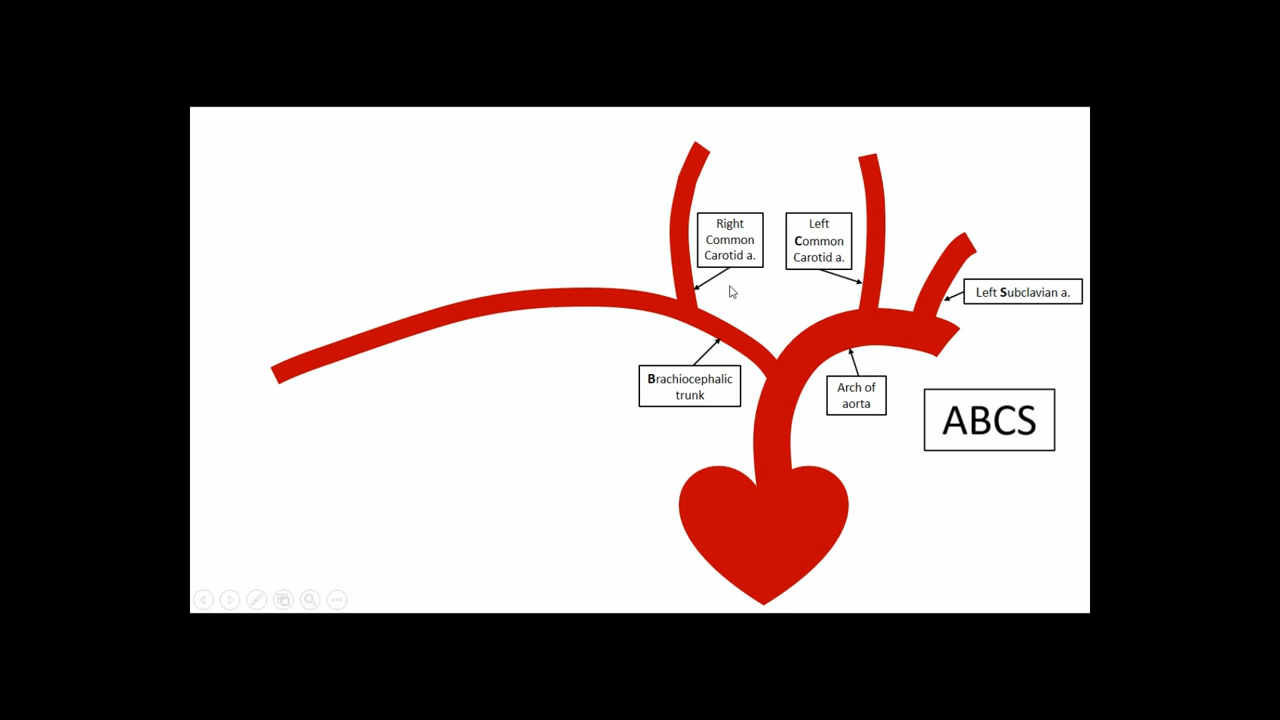 Right
Common
Carotid a.
Left
Common
Carotid a.
Left Subclavian a.
Brachiocephalic
trunk
Arch of
aorta
ABCS